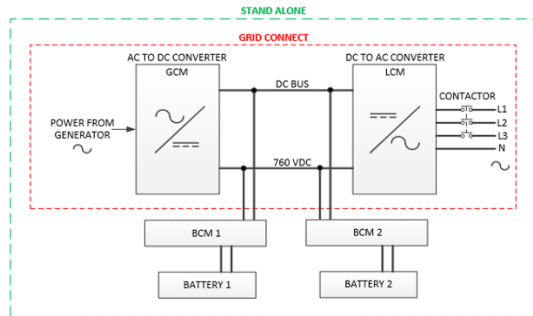 STAND ALONE
GRID CONNECT
AC TO DC CONVERTER
GCM
DC TO AC CONVERTER
LCM
DC BUS
CONTACTOR
L1
L2
L3
N
POWER FROM
GENERATOR
760 VDC
BCM 1
BCM 2
BATTERY 1
BATTERY 2